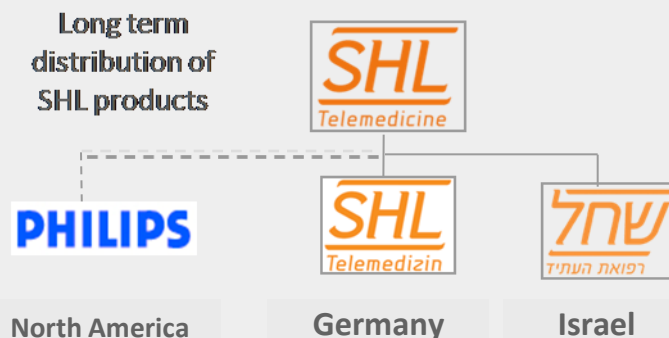 Long term
distribution of
SHL products
SHL
Telemedicine
PHILIPS
SHL
Telemedizin
שחל
רפואת העתיד
North America
Germany
Israel